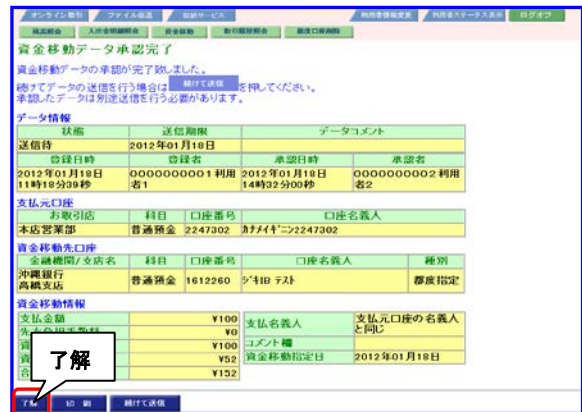 オンライン取引 ファイル伝送 収納サービス 利用者情報変更 利用者ステータス表示 ログオフ
残高照会 入出金明細照会 資金移動 取引履歴照会 都度口座削除
資金移動データ承認完了
資金移動データの承認が完了致しました。
続けてデータの送信を行う場合は 続けて送信 を押してください。
承認したデータは別途送信を行う必要があります。
データ情報
状態 送信期限 データコメント
送信待 2012年01月18日
登録日時 登録者 承認日時 承認者
2012年01月18日 0000000001利用 2012年01月18日 0000000002利用
11時18分39秒 者1 14時32分00秒 者2
支払元口座
お取引店 科目 口座番号 口座名義人
本店営業部 普通預金 2247302 カナメイギニン2247302
資金移動先口座
金融機関/支店名 科目 口座番号 口座名義人 種別
沖縄銀行
高橋支店 普通預金 1612260 ジキIB テスト 都度指定
資金移動情報
支払金額 ¥100 支払名義人 支払元口座の名義人
と同じ
¥0
¥100 コメント欄
¥52 資金移動指定日 2012年01月18日
¥152
了解
了解 印刷 続けて送信